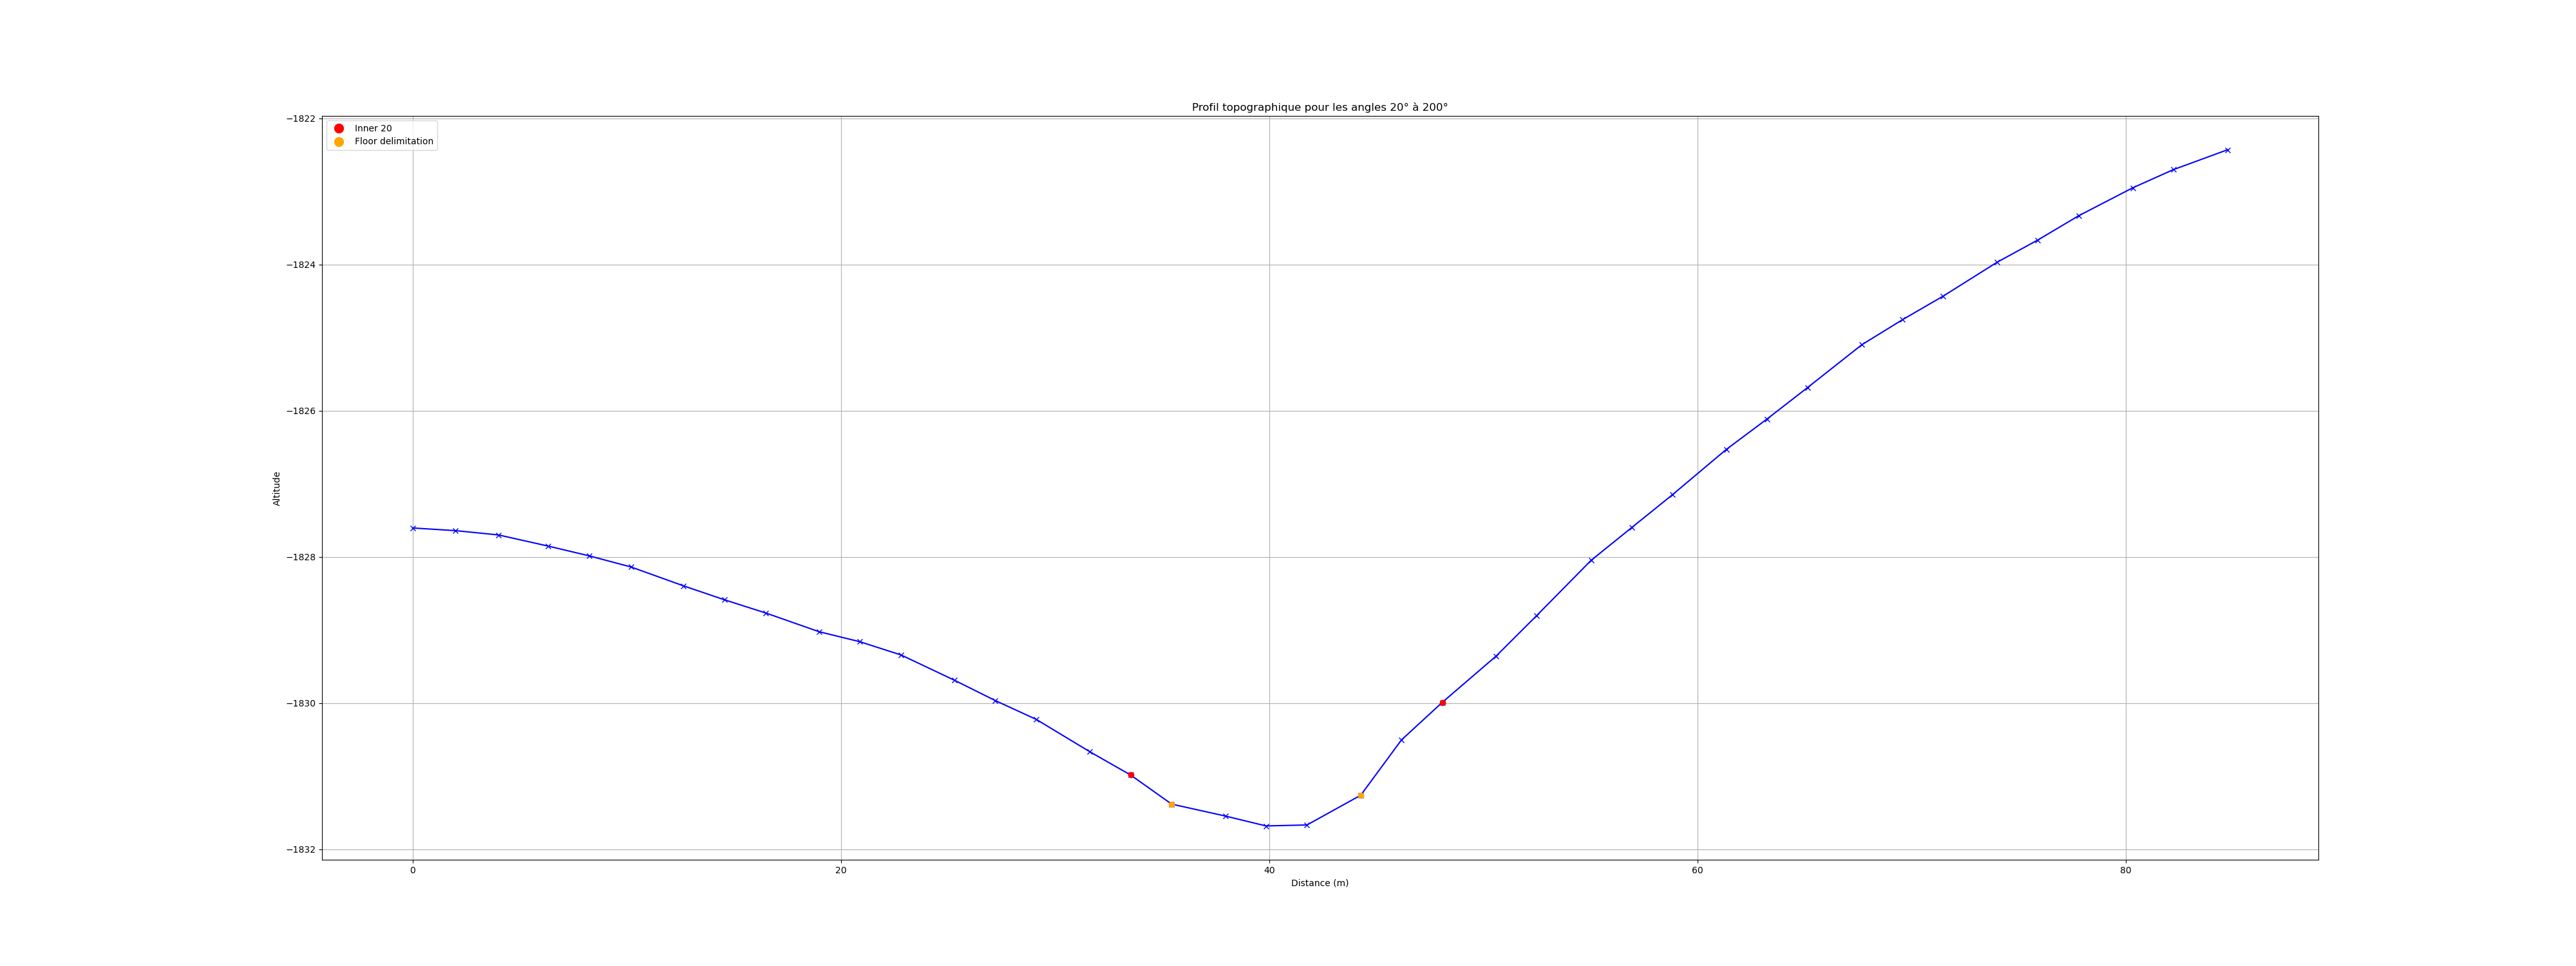 Profil topographique pour les angles 20° à 200°
Inner 20
Floor delimitation
−1822
−1824
−1826
−1828
−1830
−1832
Altitude
0 20 40 60 80
Distance (m)